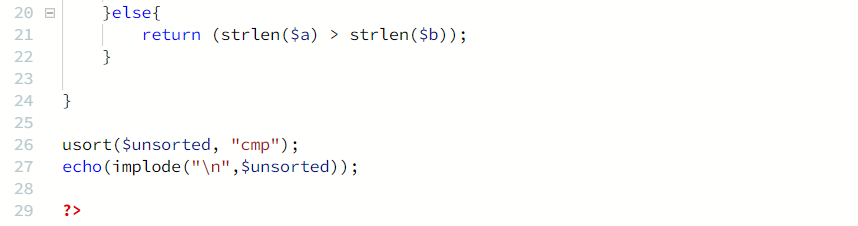 20 }else{
21 return (strlen($a) > strlen($b));
22 }
23
24 }
25
26 usort($unsorted, "cmp");
27 echo(implode("\n",$unsorted));
28
29 ?>